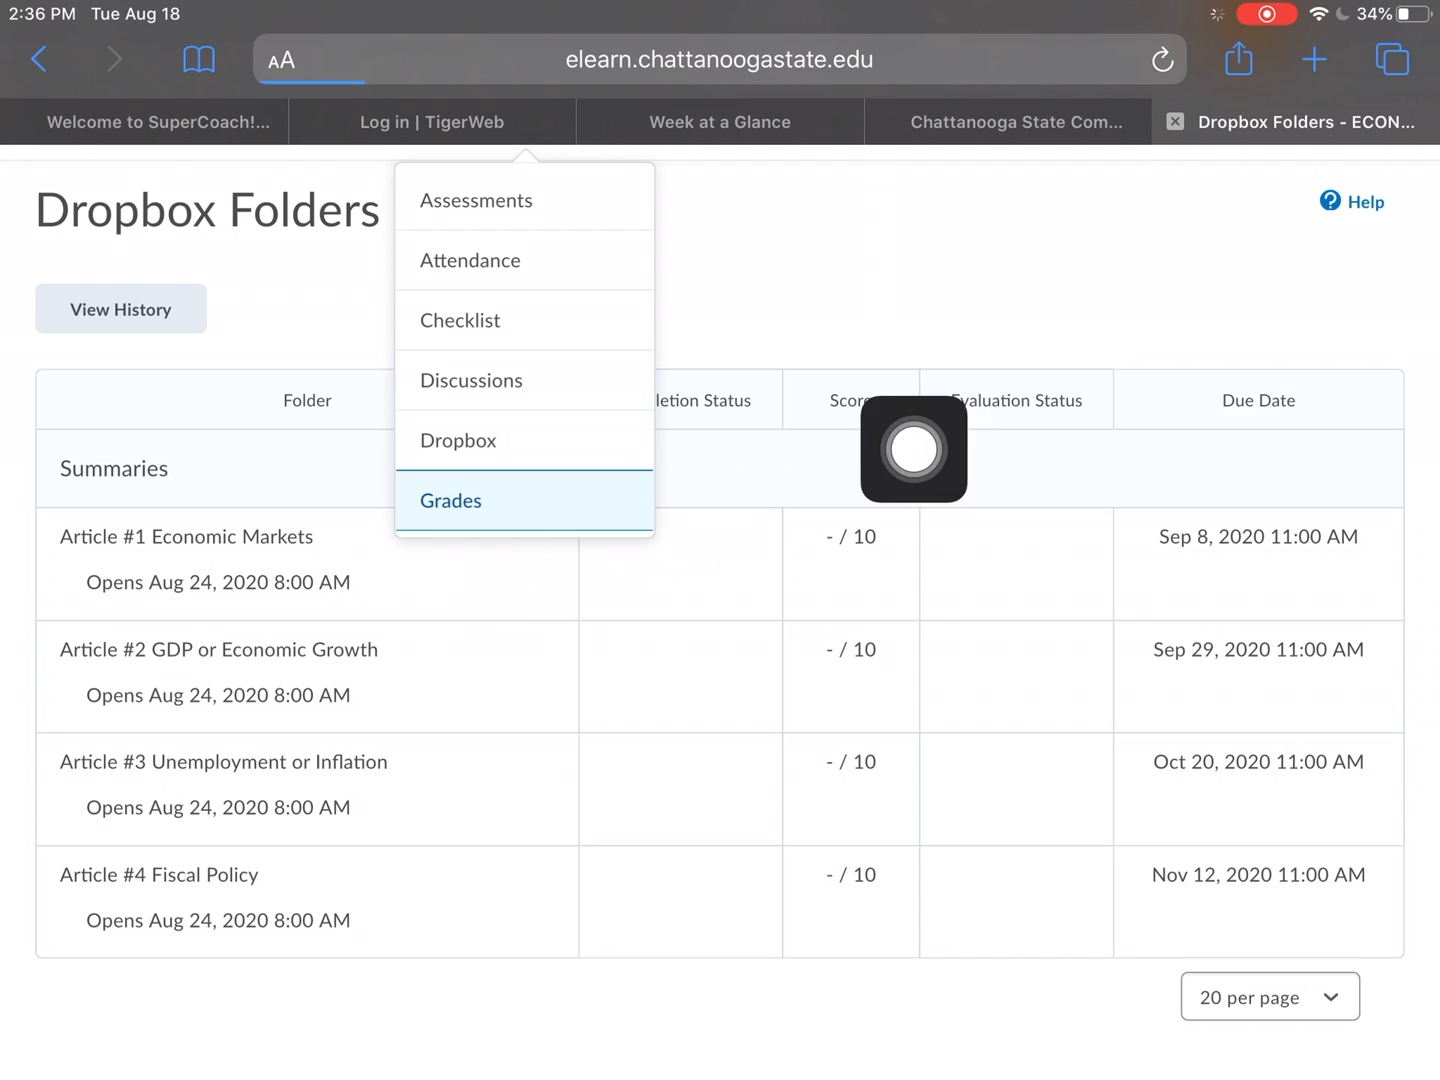 2:36 PM Tue Aug 18
34%
AA
elearn.chattanoogastate.edu
Welcome to SuperCoach!...
Log in | TigerWeb
Week at a Glance
Chattanooga State Com...
Dropbox Folders - ECON...
Dropbox Folders
Help
View History
Assessments
Attendance
Checklist
Discussions
Dropbox
Grades
Folder
letion Status
Score
Evaluation Status
Due Date
Summaries
Article #1 Economic Markets
- / 10
Sep 8, 2020 11:00 AM
Opens Aug 24, 2020 8:00 AM
Article #2 GDP or Economic Growth
- / 10
Sep 29, 2020 11:00 AM
Opens Aug 24, 2020 8:00 AM
Article #3 Unemployment or Inflation
- / 10
Oct 20, 2020 11:00 AM
Opens Aug 24, 2020 8:00 AM
Article #4 Fiscal Policy
- / 10
Nov 12, 2020 11:00 AM
Opens Aug 24, 2020 8:00 AM
20 per page